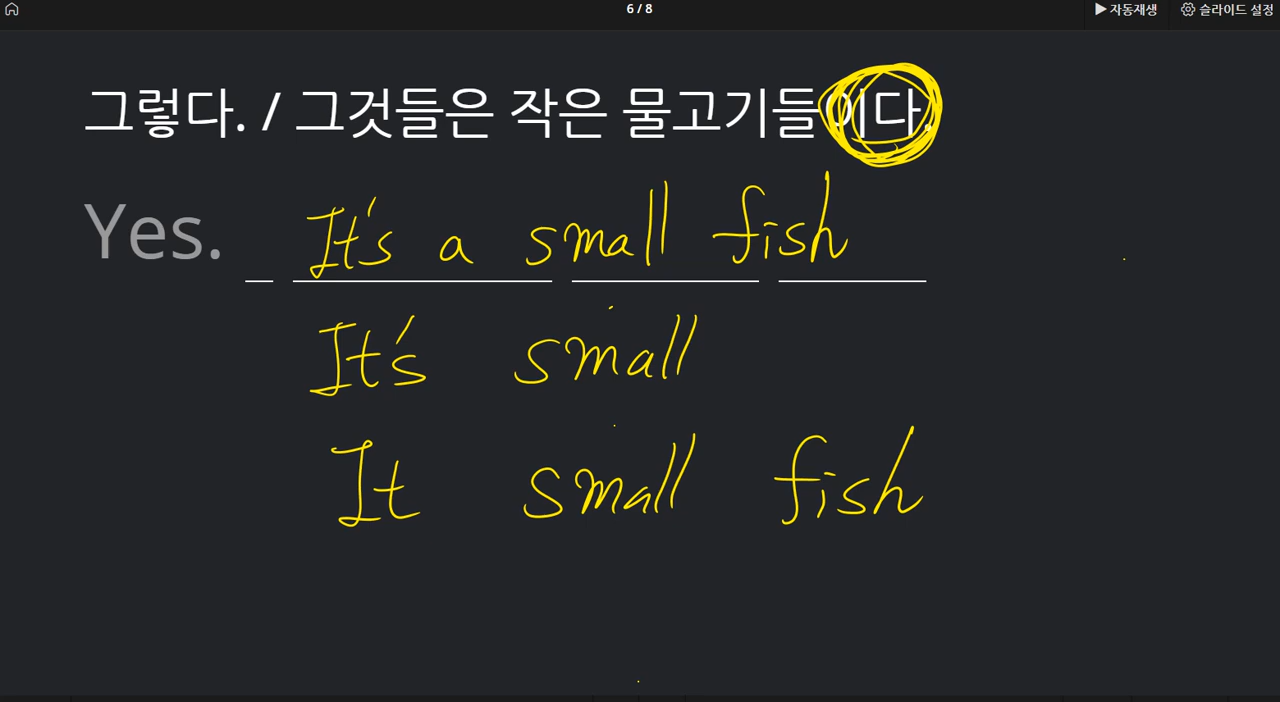 6 / 8
▶자동재생
슬라이드 설정
그렇다. / 그것들은 작은 물고기들이다.
Yes. It's a small fish
It's small
It small fish